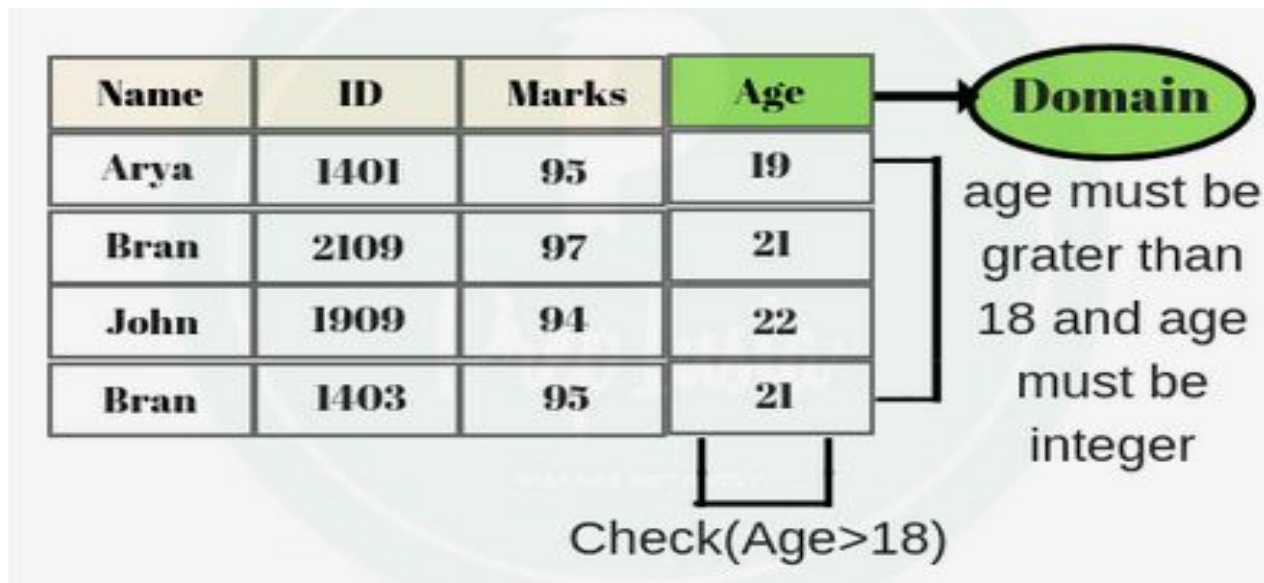 Name ID Marks Age Domain
Arya 1401 95 19
Bran 2109 97 21
John 1909 94 22
Bran 1403 95 21
age must be
grater than
18 and age
must be
integer
Check(Age>18)